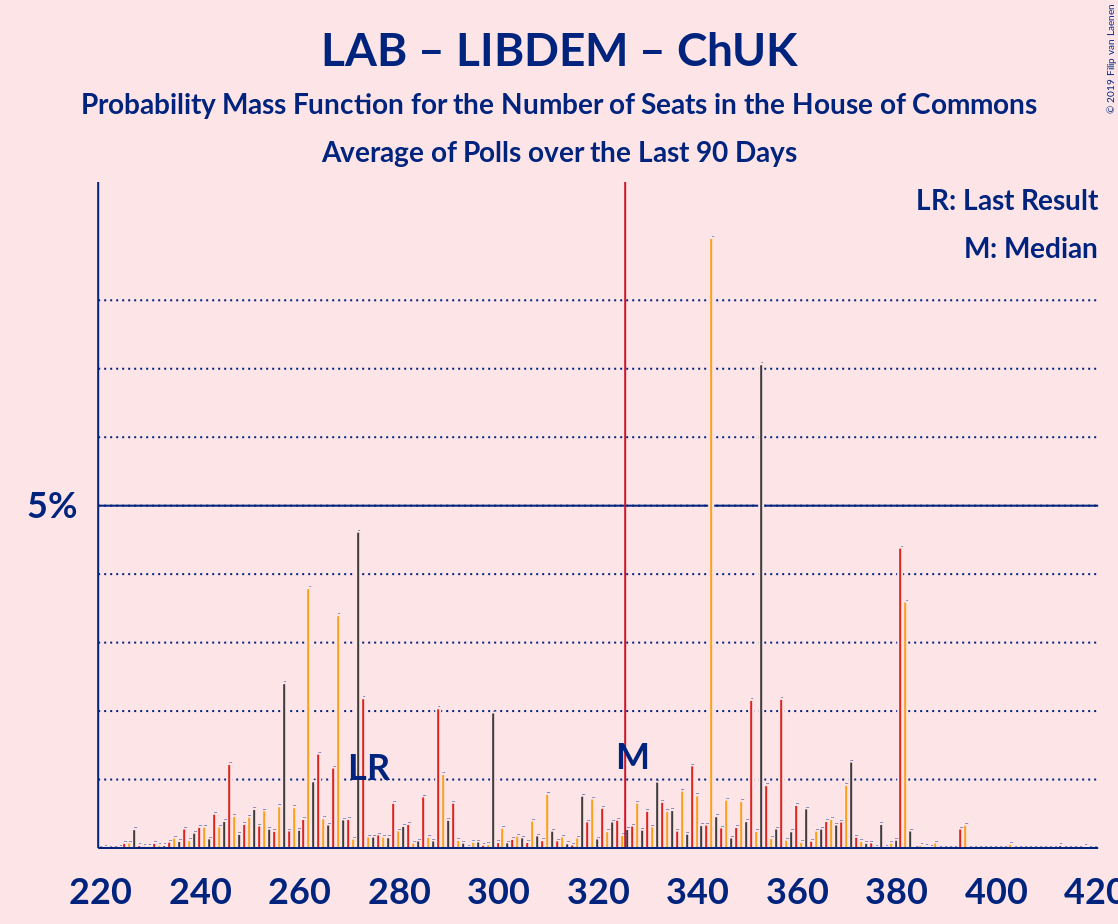 LAB – LIBDEM – ChUK
Probability Mass Function for the Number of Seats in the House of Commons
Average of Polls over the Last 90 Days
© 2019 Filip van Laenen
LR: Last Result
M: Median
5%
LR
M
220 240 260 280 300 320 340 360 380 400 420